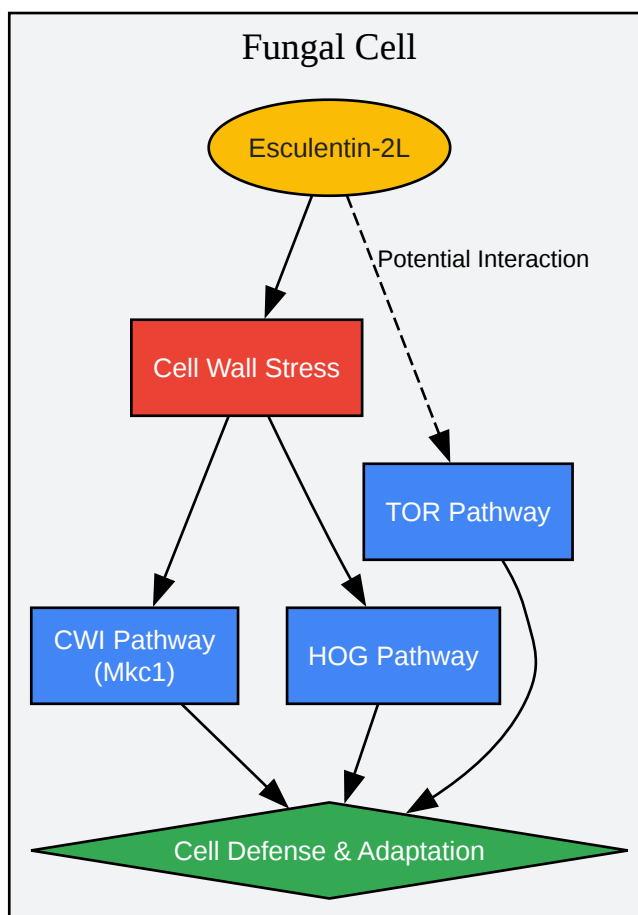 Fungal Cell
Esculentin-2L
Potential Interaction
Cell Wall Stress
TOR Pathway
CWI Pathway
(Mkc1)
HOG Pathway
Cell Defense & Adaptation